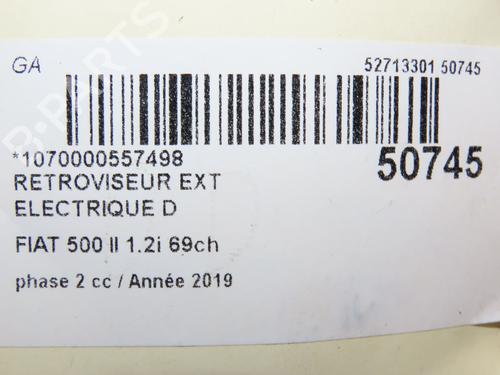 GA
52713301 50745
*1070000557498
50745
RETROVISEUR EXT
ELECTRIQUE D
FIAT 500 II 1.2i 69ch
phase 2 cc / Année 2019
B-PARTS